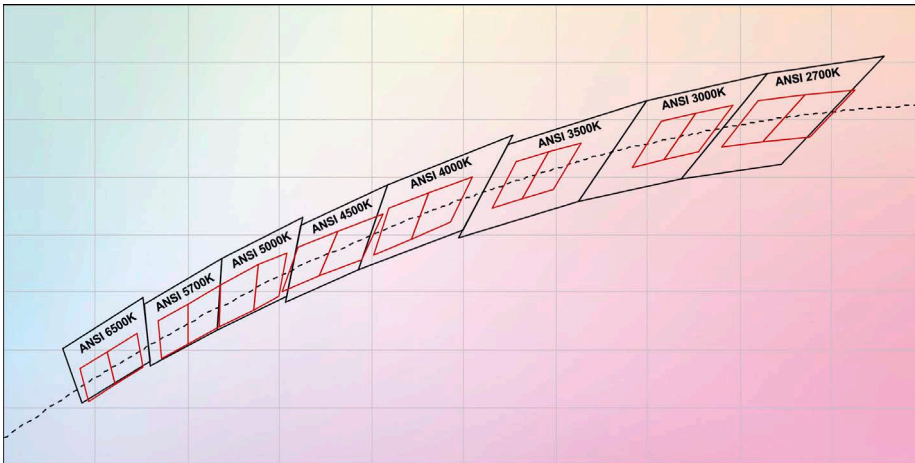 ANSI 6500K
ANSI 5700K
ANSI 5000K
ANSI 4500K
ANSI 4000K
ANSI 3500K
ANSI 3000K
ANSI 2700K